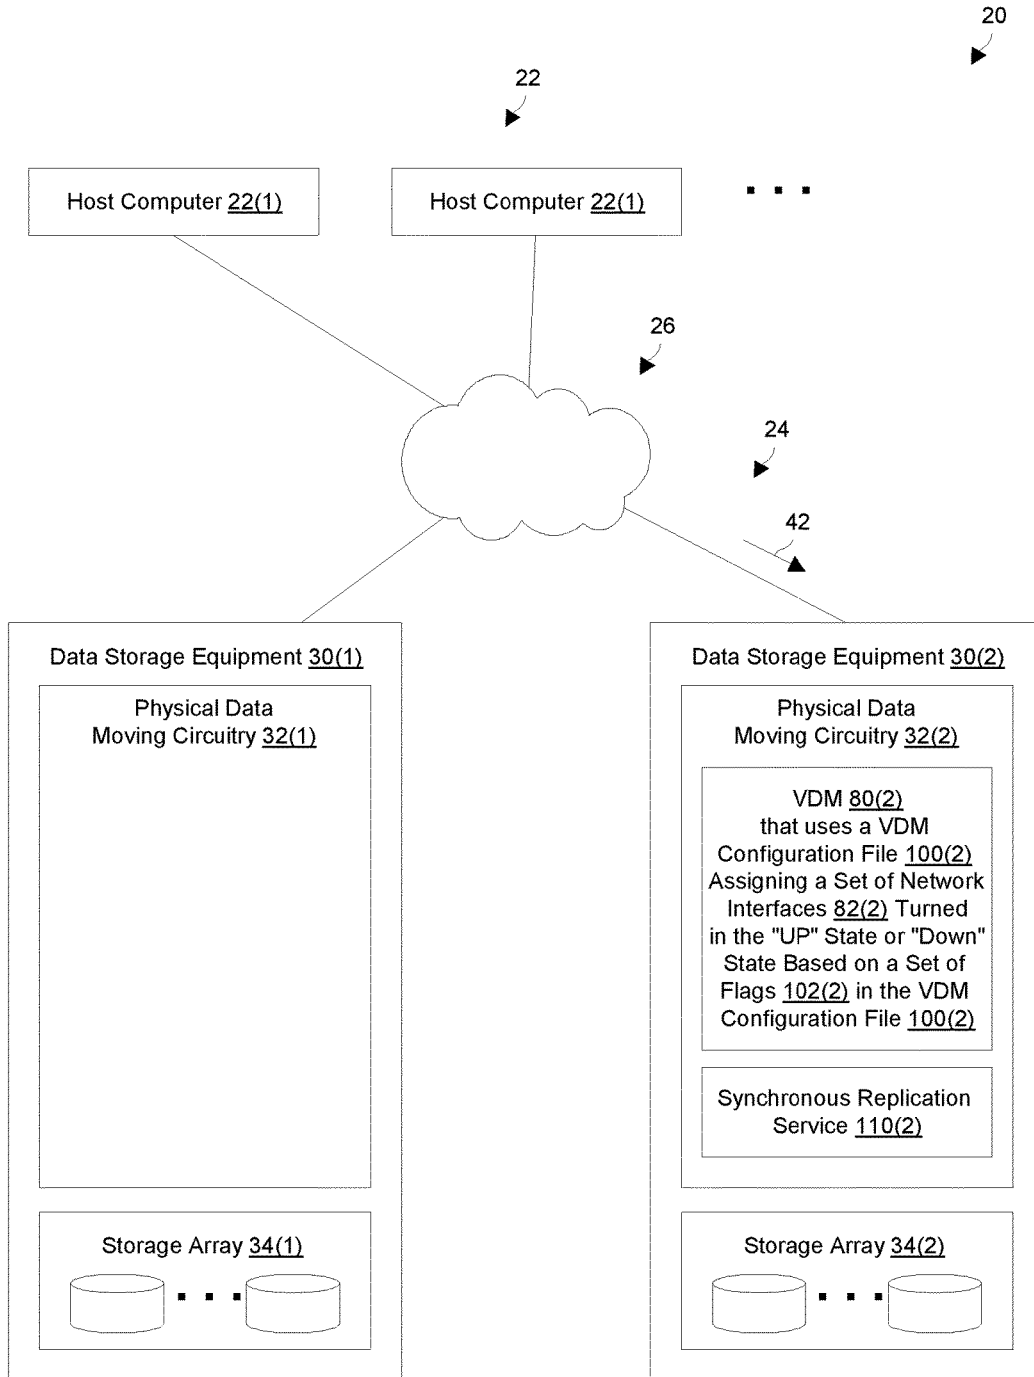 20
22
Host Computer 22(1)
Host Computer 22(1)
26
24
42
Data Storage Equipment 30(1)
Physical Data
Moving Circuitry 32(1)
Storage Array 34(1)
Data Storage Equipment 30(2)
Physical Data
Moving Circuitry 32(2)
VDM 80(2)
that uses a VDM
Configuration File 100(2)
Assigning a Set of Network
Interfaces 82(2) Turned
in the "UP" State or "Down"
State Based on a Set of
Flags 102(2) in the VDM
Configuration File 100(2)
Synchronous Replication
Service 110(2)
Storage Array 34(2)